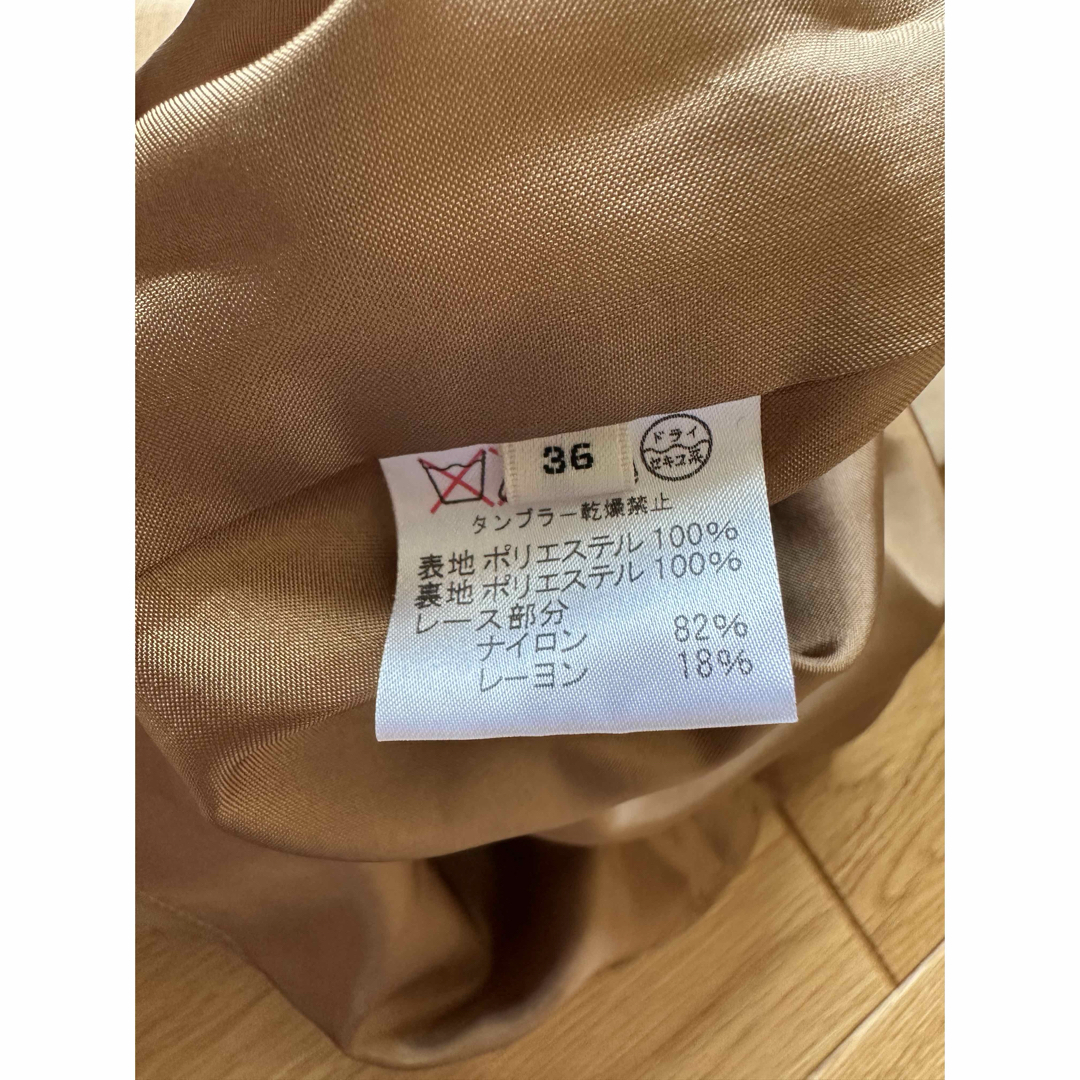 36
ドライ
セキユ系
タンブラー乾燥禁止
表地 ポリエステル 100%
裏地 ポリエステル 100%
レース部分
ナイロン 82%
レーヨン 18%